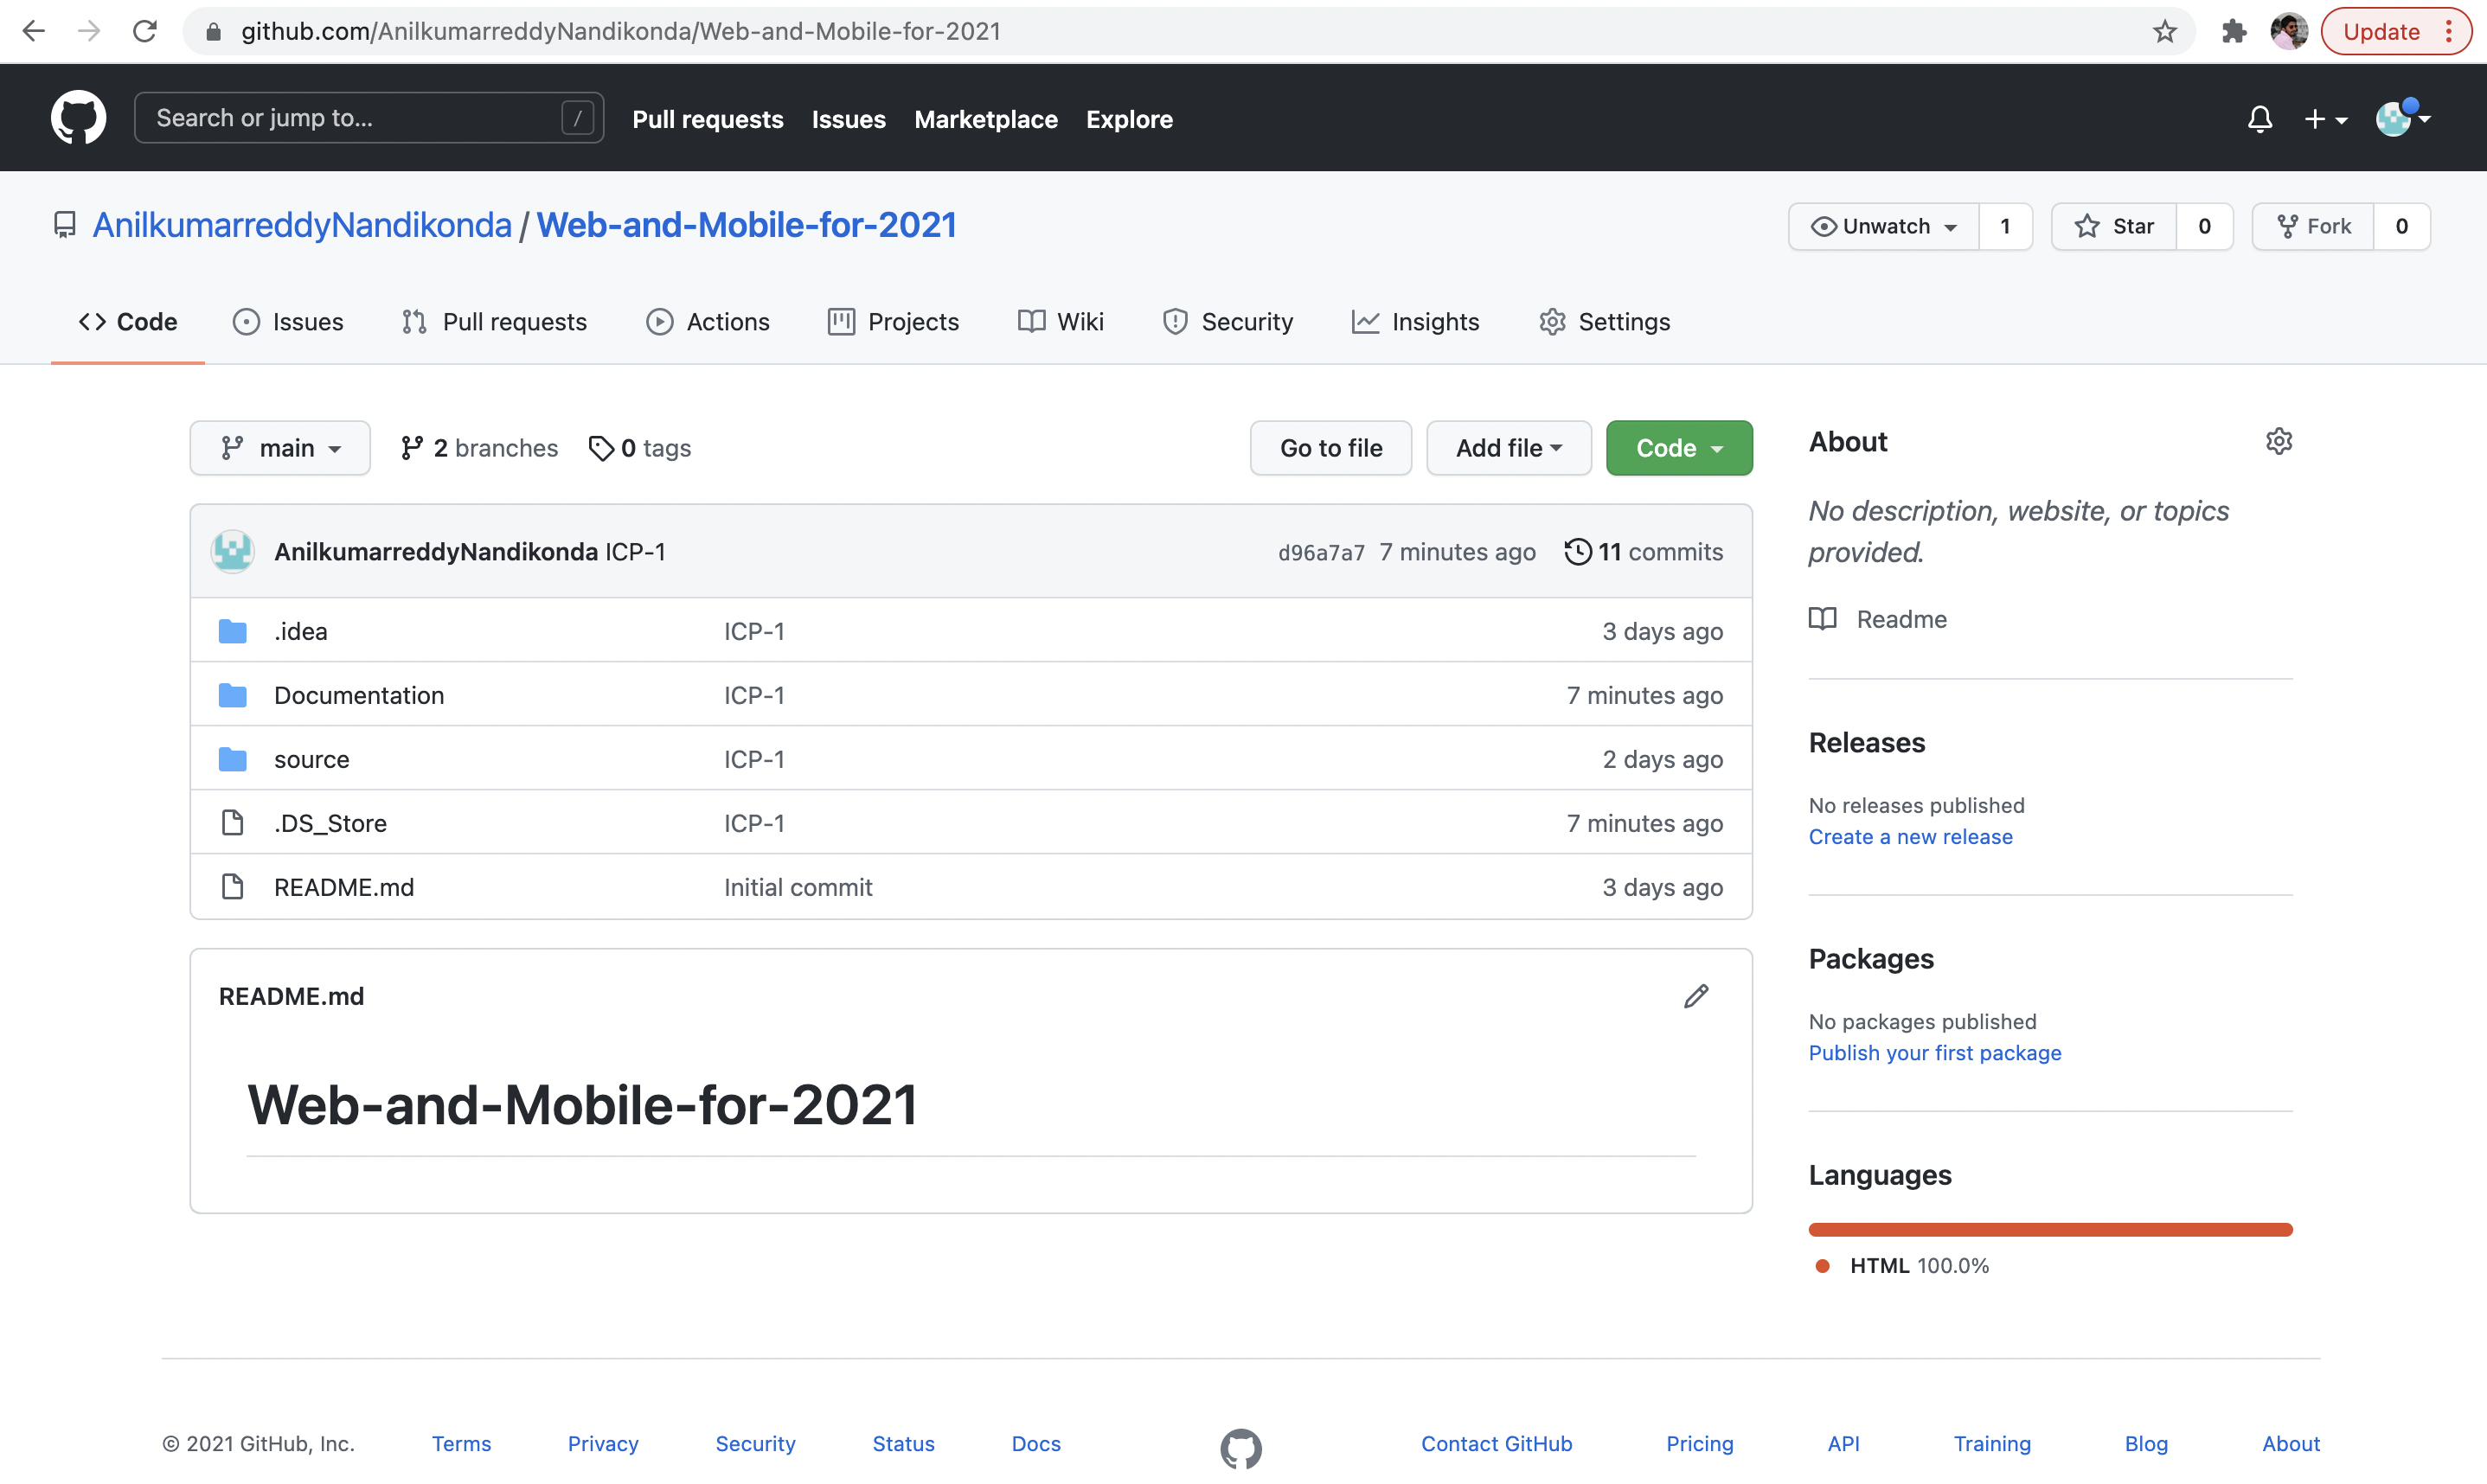 github.com/AnilkumarreddyNandikonda/Web-and-Mobile-for-2021 Update
Search or jump to... / Pull requests Issues Marketplace Explore
AnilkumarreddyNandikonda / Web-and-Mobile-for-2021 Unwatch 1 Star 0 Fork 0
Code Issues Pull requests Actions Projects Wiki Security Insights Settings
main 2 branches 0 tags Go to file Add file Code
AnilkumarreddyNandikonda ICP-1 d96a7a7 7 minutes ago 11 commits
.idea ICP-1 3 days ago
Documentation ICP-1 7 minutes ago
source ICP-1 2 days ago
.DS_Store ICP-1 7 minutes ago
README.md Initial commit 3 days ago
README.md
Web-and-Mobile-for-2021
About
No description, website, or topics
provided.
Readme
Releases
No releases published
Create a new release
Packages
No packages published
Publish your first package
Languages
HTML 100.0%
© 2021 GitHub, Inc. Terms Privacy Security Status Docs Contact GitHub Pricing API Training Blog About